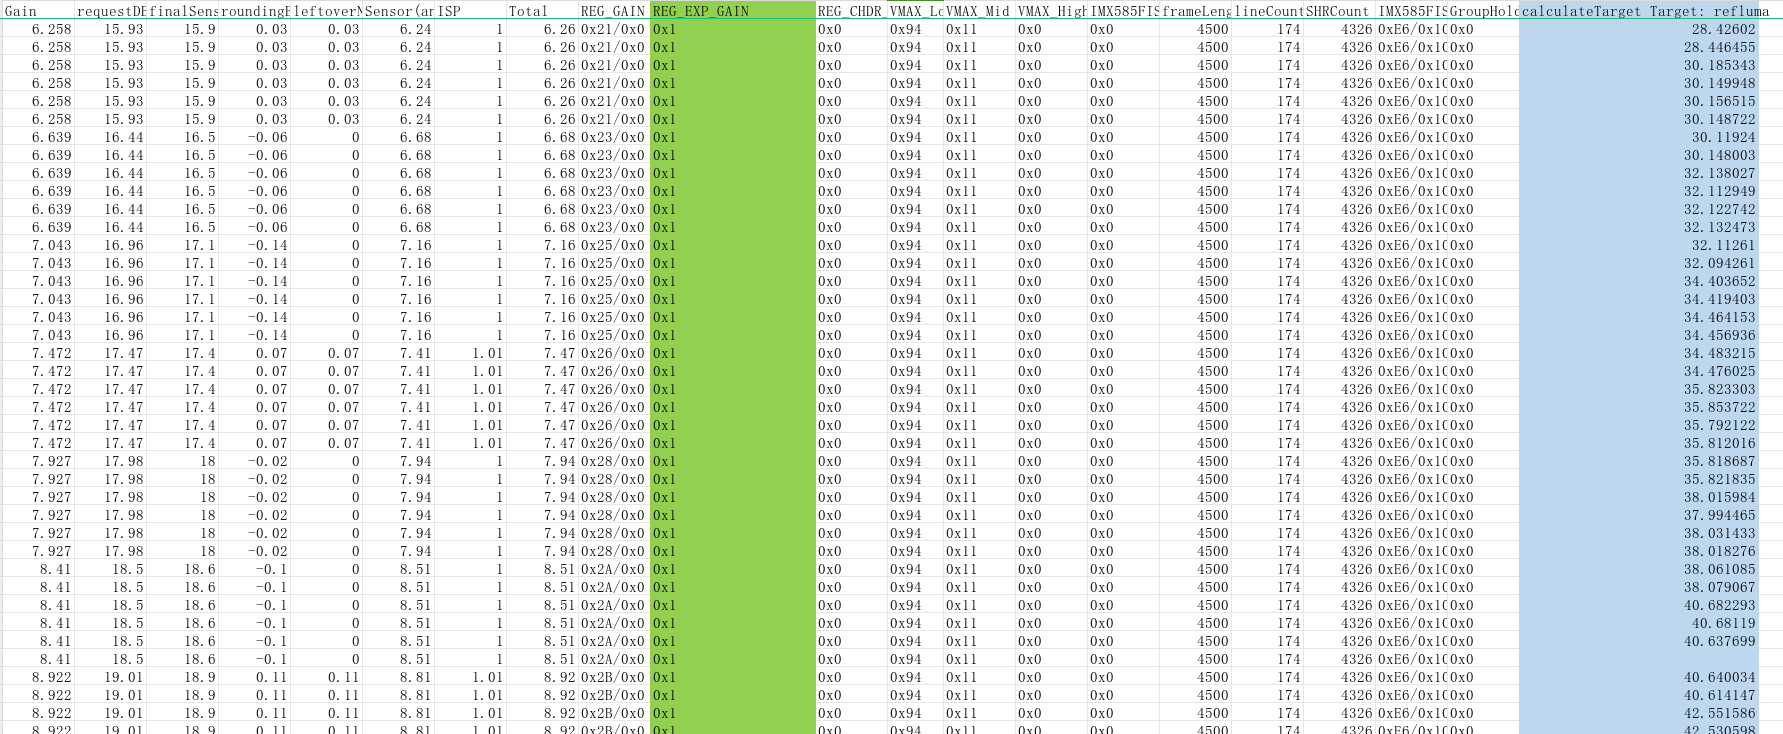 Gain requestDB finalSens rounding leftover Sensor(an ISP Total REG_GAIN REG_EXP_GAIN REG_CHDR VMAX_Lo VMAX_Mid VMAX_High IMX585FIS frameLeng lineCount SHRCount IMX585FIS GroupHold calculateTarget Target: refluma
6.258 15.93 15.9 0.03 0.03 6.24 1 6.26 0x21/0x0 0x1 0x0 0x94 0x11 0x0 0x0 4500 174 4326 0xE6/0x10 0x0 28.42602
6.258 15.93 15.9 0.03 0.03 6.24 1 6.26 0x21/0x0 0x1 0x0 0x94 0x11 0x0 0x0 4500 174 4326 0xE6/0x10 0x0 28.446455
6.258 15.93 15.9 0.03 0.03 6.24 1 6.26 0x21/0x0 0x1 0x0 0x94 0x11 0x0 0x0 4500 174 4326 0xE6/0x10 0x0 30.185343
6.258 15.93 15.9 0.03 0.03 6.24 1 6.26 0x21/0x0 0x1 0x0 0x94 0x11 0x0 0x0 4500 174 4326 0xE6/0x10 0x0 30.149948
6.258 15.93 15.9 0.03 0.03 6.24 1 6.26 0x21/0x0 0x1 0x0 0x94 0x11 0x0 0x0 4500 174 4326 0xE6/0x10 0x0 30.156515
6.258 15.93 15.9 0.03 0.03 6.24 1 6.26 0x21/0x0 0x1 0x0 0x94 0x11 0x0 0x0 4500 174 4326 0xE6/0x10 0x0 30.148722
6.639 16.44 16.5 -0.06 0 6.68 1 6.68 0x23/0x0 0x1 0x0 0x94 0x11 0x0 0x0 4500 174 4326 0xE6/0x10 0x0 30.11924
6.639 16.44 16.5 -0.06 0 6.68 1 6.68 0x23/0x0 0x1 0x0 0x94 0x11 0x0 0x0 4500 174 4326 0xE6/0x10 0x0 30.148003
6.639 16.44 16.5 -0.06 0 6.68 1 6.68 0x23/0x0 0x1 0x0 0x94 0x11 0x0 0x0 4500 174 4326 0xE6/0x10 0x0 32.138027
6.639 16.44 16.5 -0.06 0 6.68 1 6.68 0x23/0x0 0x1 0x0 0x94 0x11 0x0 0x0 4500 174 4326 0xE6/0x10 0x0 32.112949
6.639 16.44 16.5 -0.06 0 6.68 1 6.68 0x23/0x0 0x1 0x0 0x94 0x11 0x0 0x0 4500 174 4326 0xE6/0x10 0x0 32.122742
6.639 16.44 16.5 -0.06 0 6.68 1 6.68 0x23/0x0 0x1 0x0 0x94 0x11 0x0 0x0 4500 174 4326 0xE6/0x10 0x0 32.132473
7.043 16.96 17.1 -0.14 0 7.16 1 7.16 0x25/0x0 0x1 0x0 0x94 0x11 0x0 0x0 4500 174 4326 0xE6/0x10 0x0 32.11261
7.043 16.96 17.1 -0.14 0 7.16 1 7.16 0x25/0x0 0x1 0x0 0x94 0x11 0x0 0x0 4500 174 4326 0xE6/0x10 0x0 32.094261
7.043 16.96 17.1 -0.14 0 7.16 1 7.16 0x25/0x0 0x1 0x0 0x94 0x11 0x0 0x0 4500 174 4326 0xE6/0x10 0x0 34.403652
7.043 16.96 17.1 -0.14 0 7.16 1 7.16 0x25/0x0 0x1 0x0 0x94 0x11 0x0 0x0 4500 174 4326 0xE6/0x10 0x0 34.419403
7.043 16.96 17.1 -0.14 0 7.16 1 7.16 0x25/0x0 0x1 0x0 0x94 0x11 0x0 0x0 4500 174 4326 0xE6/0x10 0x0 34.464153
7.043 16.96 17.1 -0.14 0 7.16 1 7.16 0x25/0x0 0x1 0x0 0x94 0x11 0x0 0x0 4500 174 4326 0xE6/0x10 0x0 34.456936
7.472 17.47 17.4 0.07 0.07 7.41 1.01 7.47 0x26/0x0 0x1 0x0 0x94 0x11 0x0 0x0 4500 174 4326 0xE6/0x10 0x0 34.483215
7.472 17.47 17.4 0.07 0.07 7.41 1.01 7.47 0x26/0x0 0x1 0x0 0x94 0x11 0x0 0x0 4500 174 4326 0xE6/0x10 0x0 34.476025
7.472 17.47 17.4 0.07 0.07 7.41 1.01 7.47 0x26/0x0 0x1 0x0 0x94 0x11 0x0 0x0 4500 174 4326 0xE6/0x10 0x0 35.823303
7.472 17.47 17.4 0.07 0.07 7.41 1.01 7.47 0x26/0x0 0x1 0x0 0x94 0x11 0x0 0x0 4500 174 4326 0xE6/0x10 0x0 35.853722
7.472 17.47 17.4 0.07 0.07 7.41 1.01 7.47 0x26/0x0 0x1 0x0 0x94 0x11 0x0 0x0 4500 174 4326 0xE6/0x10 0x0 35.792122
7.472 17.47 17.4 0.07 0.07 7.41 1.01 7.47 0x26/0x0 0x1 0x0 0x94 0x11 0x0 0x0 4500 174 4326 0xE6/0x10 0x0 35.812016
7.927 17.98 18 -0.02 0 7.94 1 7.94 0x28/0x0 0x1 0x0 0x94 0x11 0x0 0x0 4500 174 4326 0xE6/0x10 0x0 35.818687
7.927 17.98 18 -0.02 0 7.94 1 7.94 0x28/0x0 0x1 0x0 0x94 0x11 0x0 0x0 4500 174 4326 0xE6/0x10 0x0 35.821835
7.927 17.98 18 -0.02 0 7.94 1 7.94 0x28/0x0 0x1 0x0 0x94 0x11 0x0 0x0 4500 174 4326 0xE6/0x10 0x0 38.015984
7.927 17.98 18 -0.02 0 7.94 1 7.94 0x28/0x0 0x1 0x0 0x94 0x11 0x0 0x0 4500 174 4326 0xE6/0x10 0x0 37.994465
7.927 17.98 18 -0.02 0 7.94 1 7.94 0x28/0x0 0x1 0x0 0x94 0x11 0x0 0x0 4500 174 4326 0xE6/0x10 0x0 38.031433
7.927 17.98 18 -0.02 0 7.94 1 7.94 0x28/0x0 0x1 0x0 0x94 0x11 0x0 0x0 4500 174 4326 0xE6/0x10 0x0 38.018276
8.41 18.5 18.6 -0.1 0 8.51 1 8.51 0x2A/0x0 0x1 0x0 0x94 0x11 0x0 0x0 4500 174 4326 0xE6/0x10 0x0 38.061085
8.41 18.5 18.6 -0.1 0 8.51 1 8.51 0x2A/0x0 0x1 0x0 0x94 0x11 0x0 0x0 4500 174 4326 0xE6/0x10 0x0 38.079067
8.41 18.5 18.6 -0.1 0 8.51 1 8.51 0x2A/0x0 0x1 0x0 0x94 0x11 0x0 0x0 4500 174 4326 0xE6/0x10 0x0 40.682293
8.41 18.5 18.6 -0.1 0 8.51 1 8.51 0x2A/0x0 0x1 0x0 0x94 0x11 0x0 0x0 4500 174 4326 0xE6/0x10 0x0 40.68119
8.41 18.5 18.6 -0.1 0 8.51 1 8.51 0x2A/0x0 0x1 0x0 0x94 0x11 0x0 0x0 4500 174 4326 0xE6/0x10 0x0 40.637699
8.41 18.5 18.6 -0.1 0 8.51 1 8.51 0x2A/0x0 0x1 0x0 0x94 0x11 0x0 0x0 4500 174 4326 0xE6/0x10 0x0
8.922 19.01 18.9 0.11 0.11 8.81 1.01 8.92 0x2B/0x0 0x1 0x0 0x94 0x11 0x0 0x0 4500 174 4326 0xE6/0x10 0x0 40.640034
8.922 19.01 18.9 0.11 0.11 8.81 1.01 8.92 0x2B/0x0 0x1 0x0 0x94 0x11 0x0 0x0 4500 174 4326 0xE6/0x10 0x0 40.614147
8.922 19.01 18.9 0.11 0.11 8.81 1.01 8.92 0x2B/0x0 0x1 0x0 0x94 0x11 0x0 0x0 4500 174 4326 0xE6/0x10 0x0 42.551586
8.922 19.01 18.9 0.11 0.11 8.81 1.01 8.92 0x2B/0x0 0x1 0x0 0x94 0x11 0x0 0x0 4500 174 4326 0xE6/0x10 0x0 42.530598